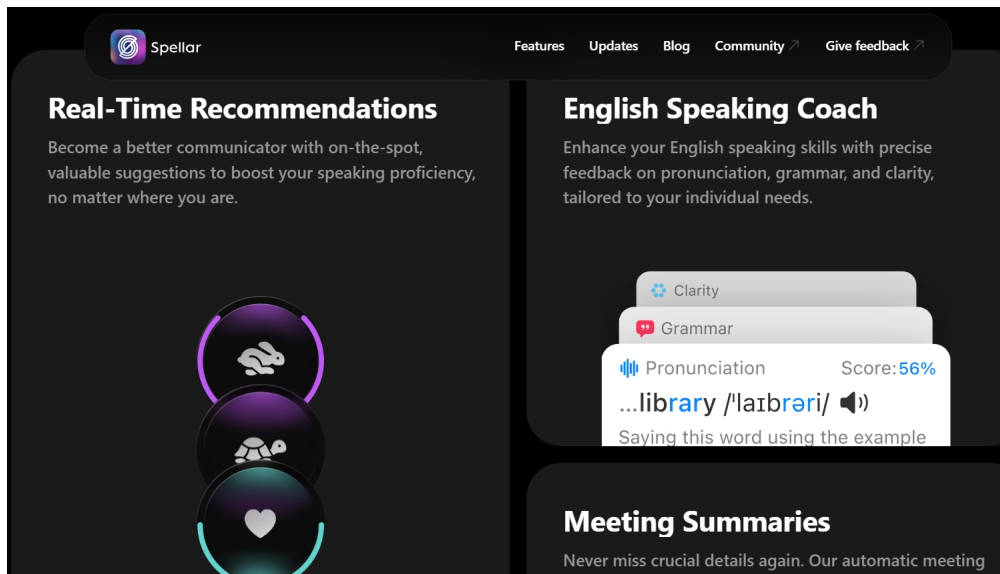 Spellar
Features
Updates
Blog
Community
Give feedback
Real-Time Recommendations
Become a better communicator with on-the-spot,
valuable suggestions to boost your speaking proficiency,
no matter where you are.
English Speaking Coach
Enhance your English speaking skills with precise
feedback on pronunciation, grammar, and clarity,
tailored to your individual needs.
Clarity
Grammar
Pronunciation Score:56%
...library /ˈlaɪbrəri/
Saying this word using the example
Meeting Summaries
Never miss crucial details again. Our automatic meeting